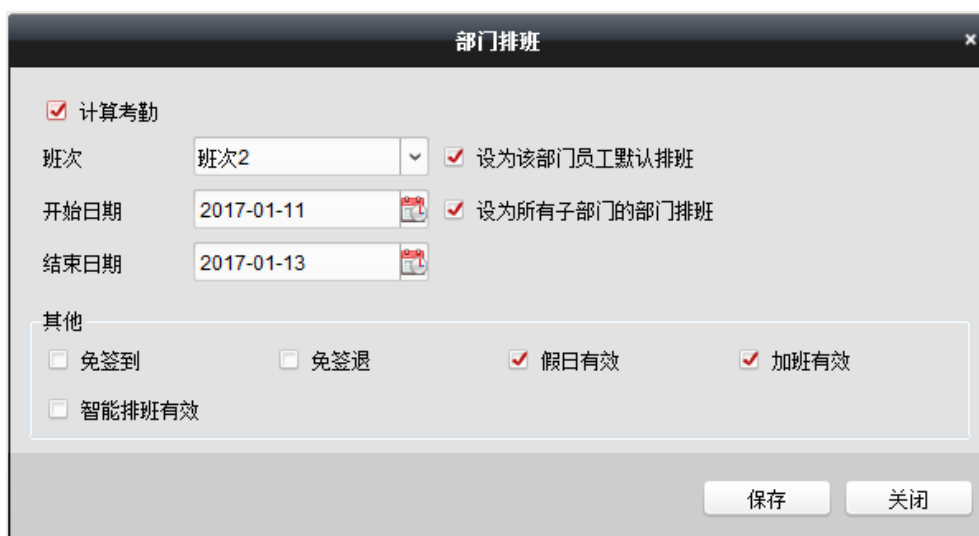 部门排班
计算考勤
班次 班次2 设为该部门员工默认排班
开始日期 2017-01-11 设为所有子部门的部门排班
结束日期 2017-01-13
其他
免签到 免签退 假日有效 加班有效
智能排班有效
保存 关闭